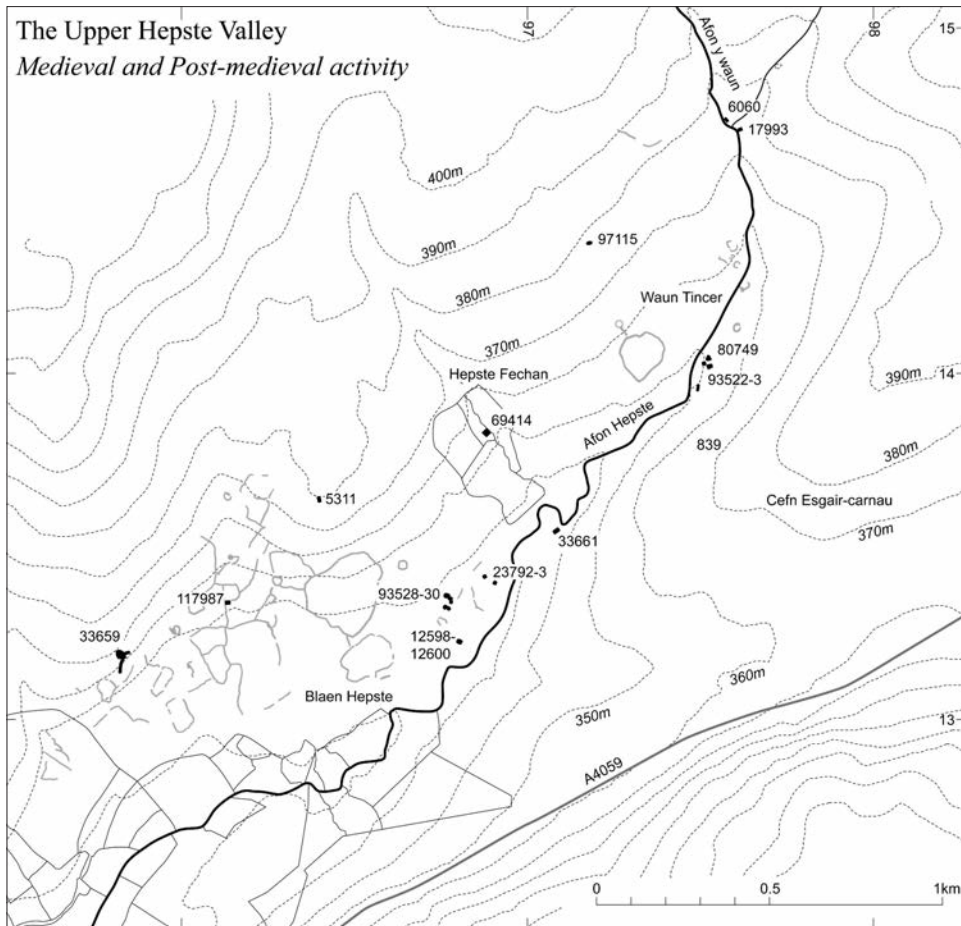 The Upper Hepste Valley
Medieval and Post-medieval activity
97
98
15
Afon y waun
6060
17993
400m
390m
97115
380m
Waun Tincer
370m
80749
14
Hepste Fechan
93522-3
390m
69414
Afon Hepste
839
380m
5311
Cefn Esgair-carnau
370m
33661
23792-3
117987
93528-30
33659
12598-
12600
360m
Blaen Hepste
350m
13
A4059
0
0.5
1km